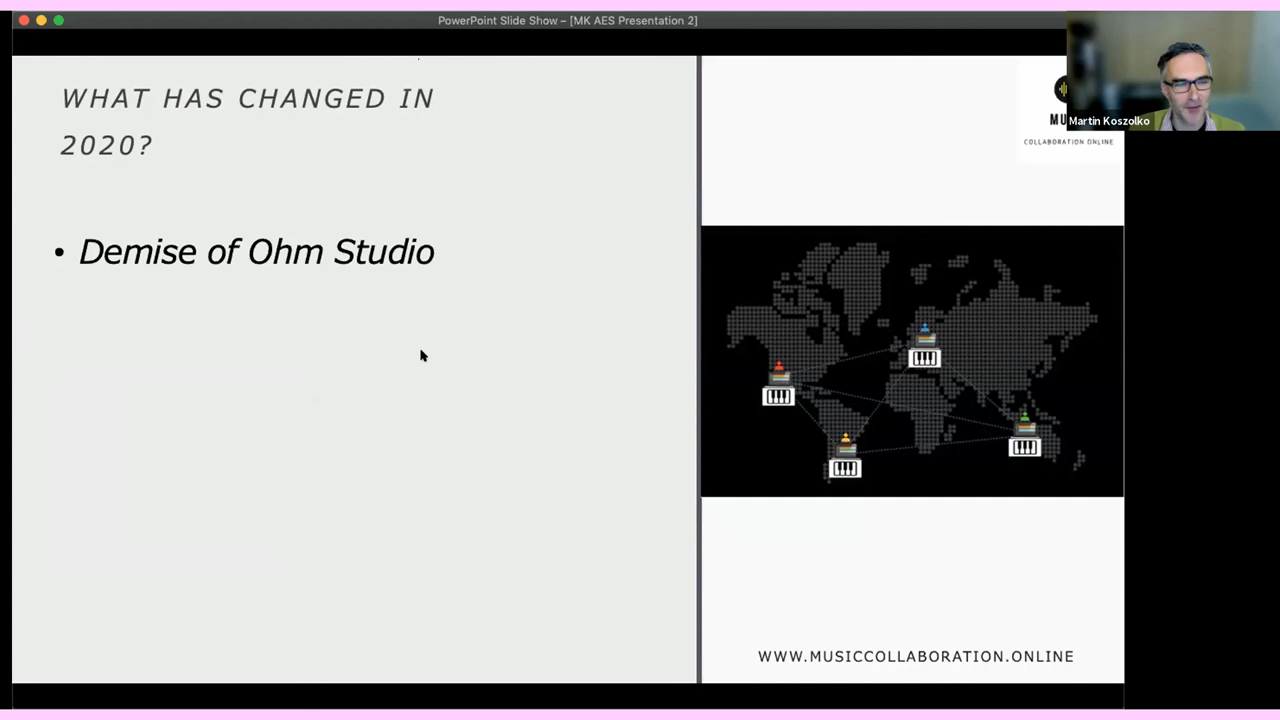 PowerPoint Slide Show – [MK AES Presentation 2]
WHAT HAS CHANGED IN
2020?
• Demise of Ohm Studio
MU
COLLABORATION ONLINE
Martin Koszolko
WWW.MUSICCOLLABORATION.ONLINE